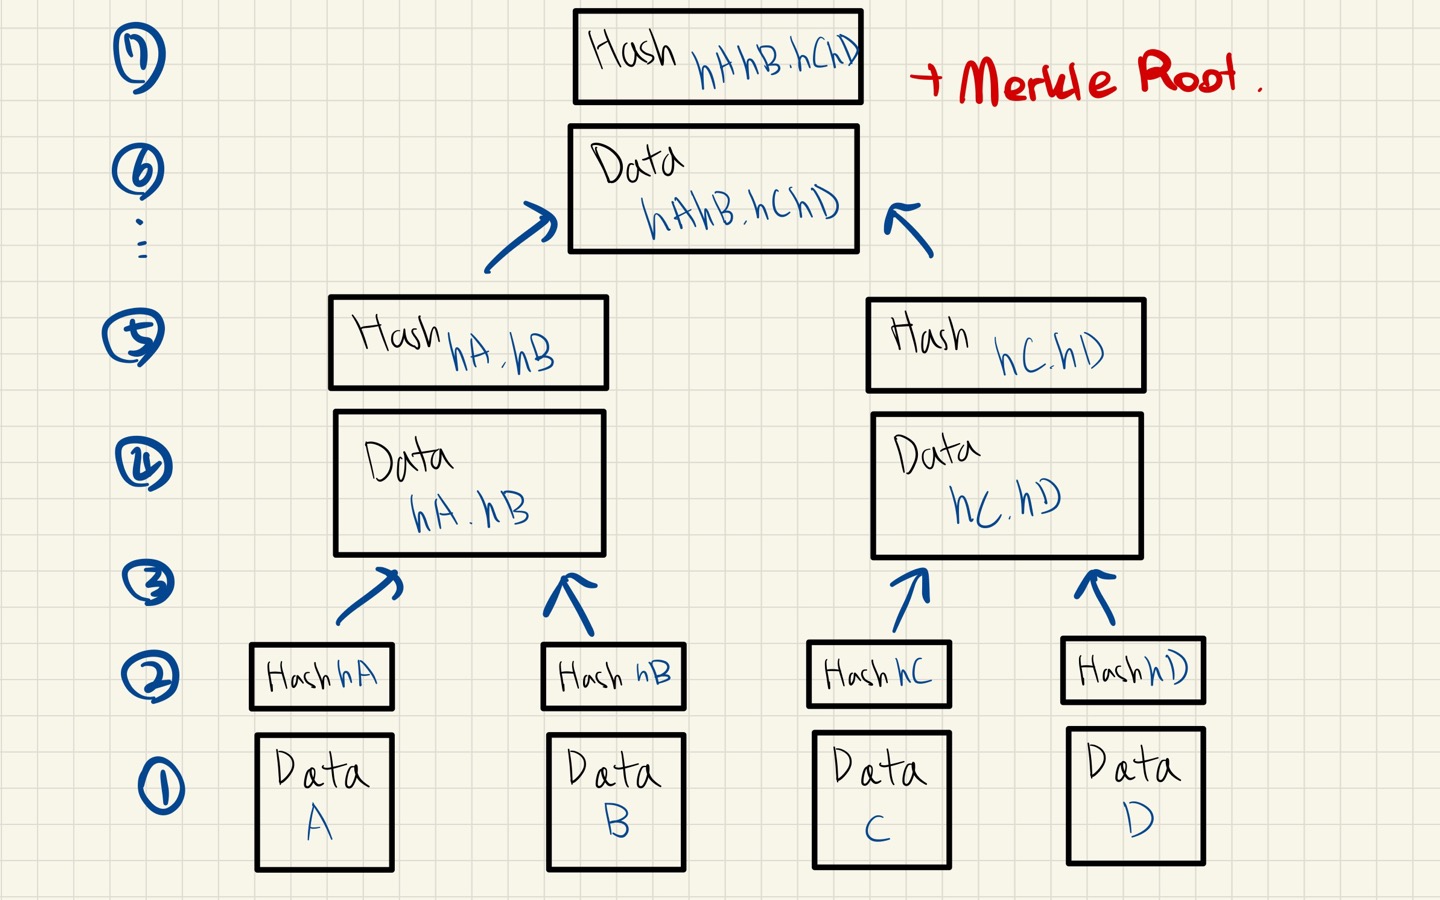 7
Hash hAhB.hChD
+ Merkle Root.
6
Data
hAhB.hChD
5
Hash hA.hB
Hash hC.hD
4
Data
hA.hB
Data
hC.hD
3
2
Hash hA
Hash hB
Hash hC
Hash hD
1
Data
A
Data
B
Data
C
Data
D